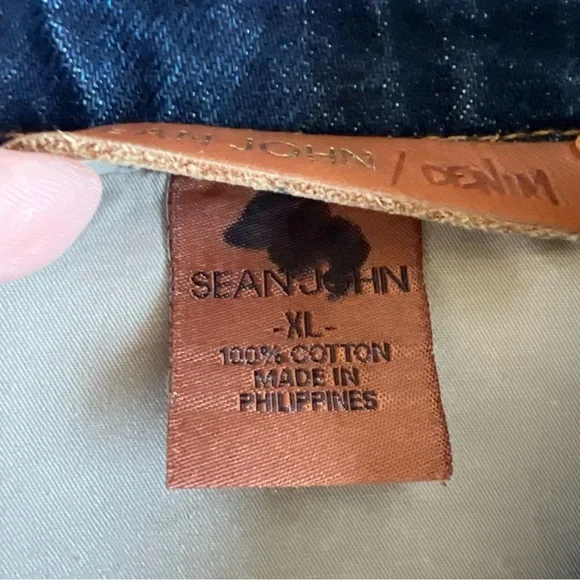 SEAN JOHN / DENIM
SEAN JOHN
-XL-
100% COTTON
MADE IN
PHILIPPINES